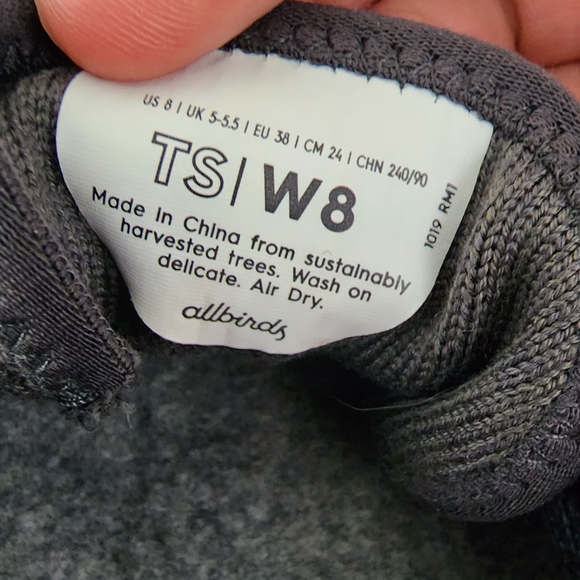 US 8 | UK 5-5.5 | EU 38 | CM 24 | CHN 240/90
TS | W8
Made in China from sustainably
harvested trees. Wash on
delicate. Air Dry.
allbirds
1019 RM1